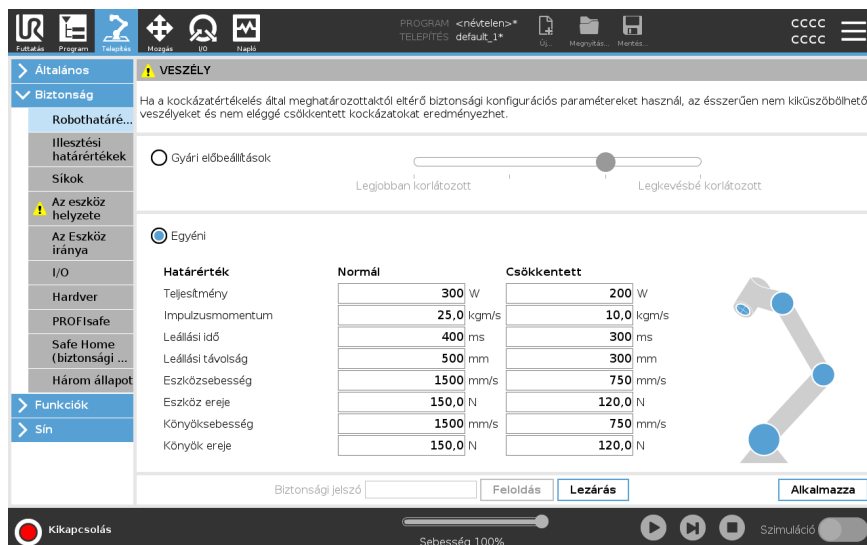 PROGRAM <névtelen>*
TELEPÍTÉS default_1*
CCCC
CCCC
Futtatás Program Telepítés Mozgás I/O Napló Új... Megnyitás... Mentés...
Általános
Biztonság
Robothatáré...
Illesztési
határértékek
Síkok
Az eszköz
helyzete
Az Eszköz
iránya
I/O
Hardver
PROFIsafe
Safe Home
(biztonsági ...
Három állapot
Funkciók
Sín
VESZÉLY
Ha a kockázatértékelés által meghatározottaktól eltérő biztonsági konfigurációs paramétereket használ, az ésszerűen nem kiküszöbölhető
veszélyeket és nem eléggé csökkentett kockázatokat eredményezhet.
Gyári előbeállítások
Legjobban korlátozott Legkevésbé korlátozott
Egyéni
Határérték Normál Csökkentett
Teljesítmény 300 W 200 W
Impulzusmomentum 25,0 kgm/s 10,0 kgm/s
Leállási idő 400 ms 300 ms
Leállási távolság 500 mm 300 mm
Eszközsebesség 1500 mm/s 750 mm/s
Eszköz ereje 150,0 N 120,0 N
Könyöksebesség 1500 mm/s 750 mm/s
Könyök ereje 150,0 N 120,0 N
Biztonsági jelszó Feloldás Lezárás Alkalmazza
Kikapcsolás
Sebesség 100%
Szimuláció